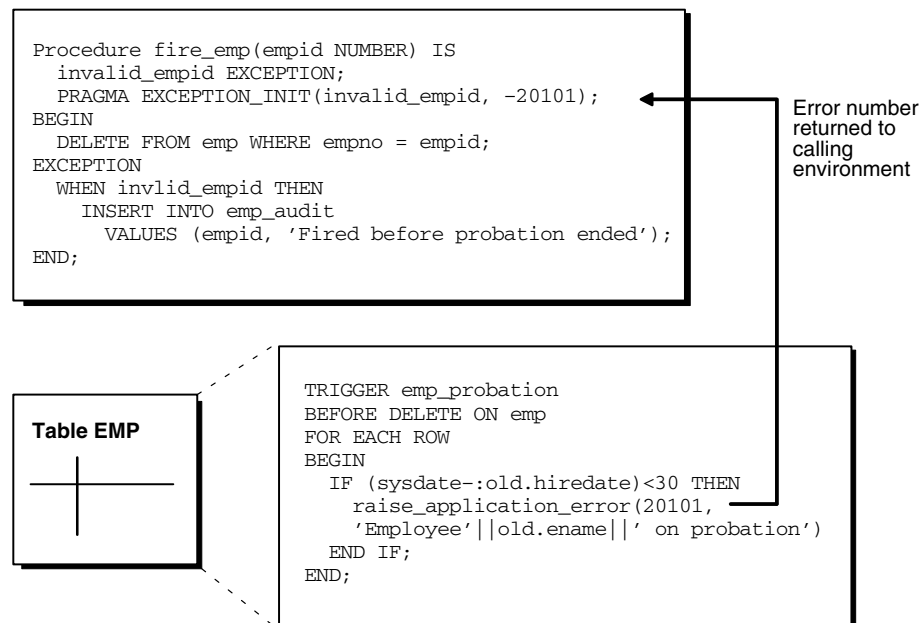 Procedure fire_emp(empid NUMBER) IS
invalid_empid EXCEPTION;
PRAGMA EXCEPTION_INIT(invalid_empid, –20101);
BEGIN
DELETE FROM emp WHERE empno = empid;
EXCEPTION
WHEN invlid_empid THEN
INSERT INTO emp_audit
VALUES (empid, ’Fired before probation ended’);
END;
Error number
returned to
calling
environment
Table EMP
TRIGGER emp_probation
BEFORE DELETE ON emp
FOR EACH ROW
BEGIN
IF (sysdate–:old.hiredate)<30 THEN
raise_application_error(20101,
’Employee’||old.ename||’ on probation’)
END IF;
END;